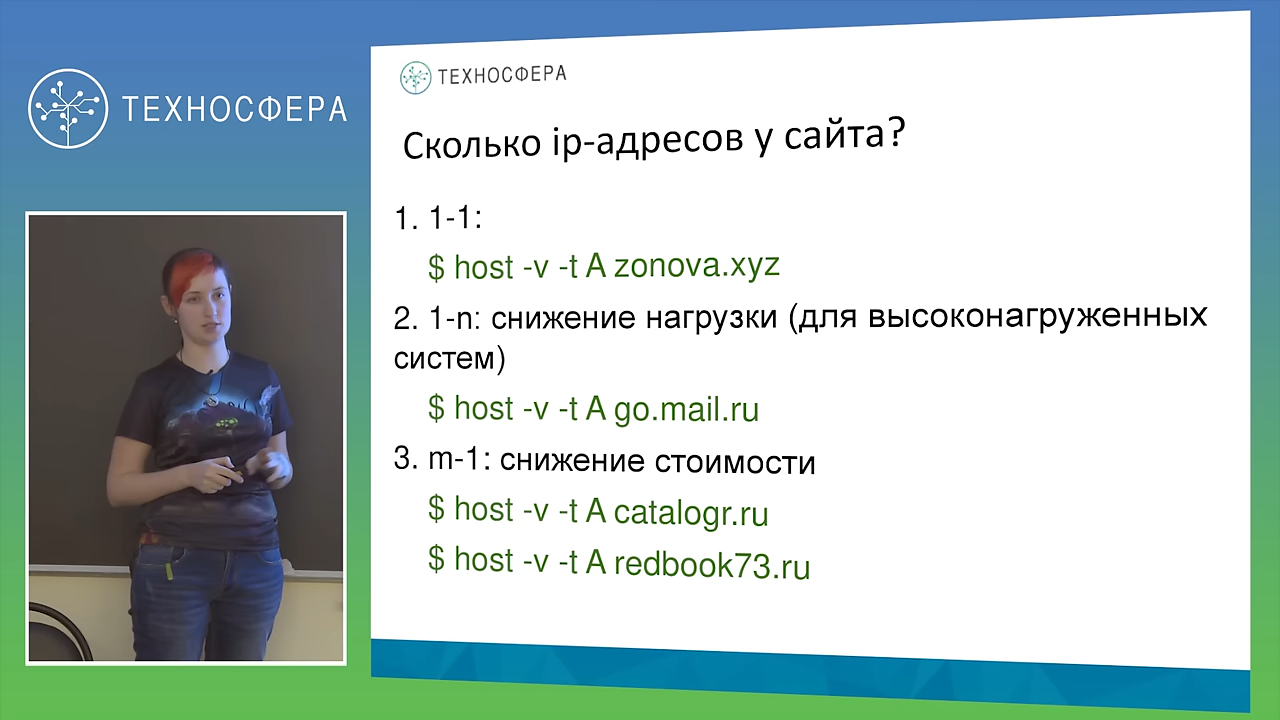 ТЕХНОСФЕРА
ТЕХНОСФЕРА
Сколько ip-адресов у сайта?
1. 1-1:
$ host -v -t A zonova.xyz
2. 1-n: снижение нагрузки (для высоконагруженных
систем)
$ host -v -t A go.mail.ru
3. m-1: снижение стоимости
$ host -v -t A catalogr.ru
$ host -v -t A redbook73.ru